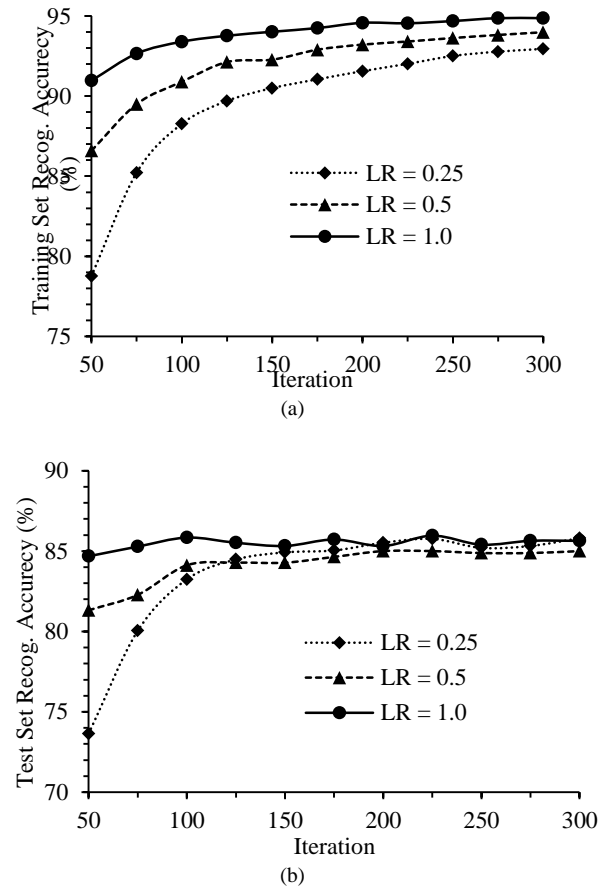 95
90
85
80
75
Training Set Recog. Accurecy
(%)
LR = 0.25
LR = 0.5
LR = 1.0
50 100 150 200 250 300
Iteration
(a)
90
85
80
75
70
Test Set Recog. Accurecy (%)
LR = 0.25
LR = 0.5
LR = 1.0
50 100 150 200 250 300
Iteration
(b)